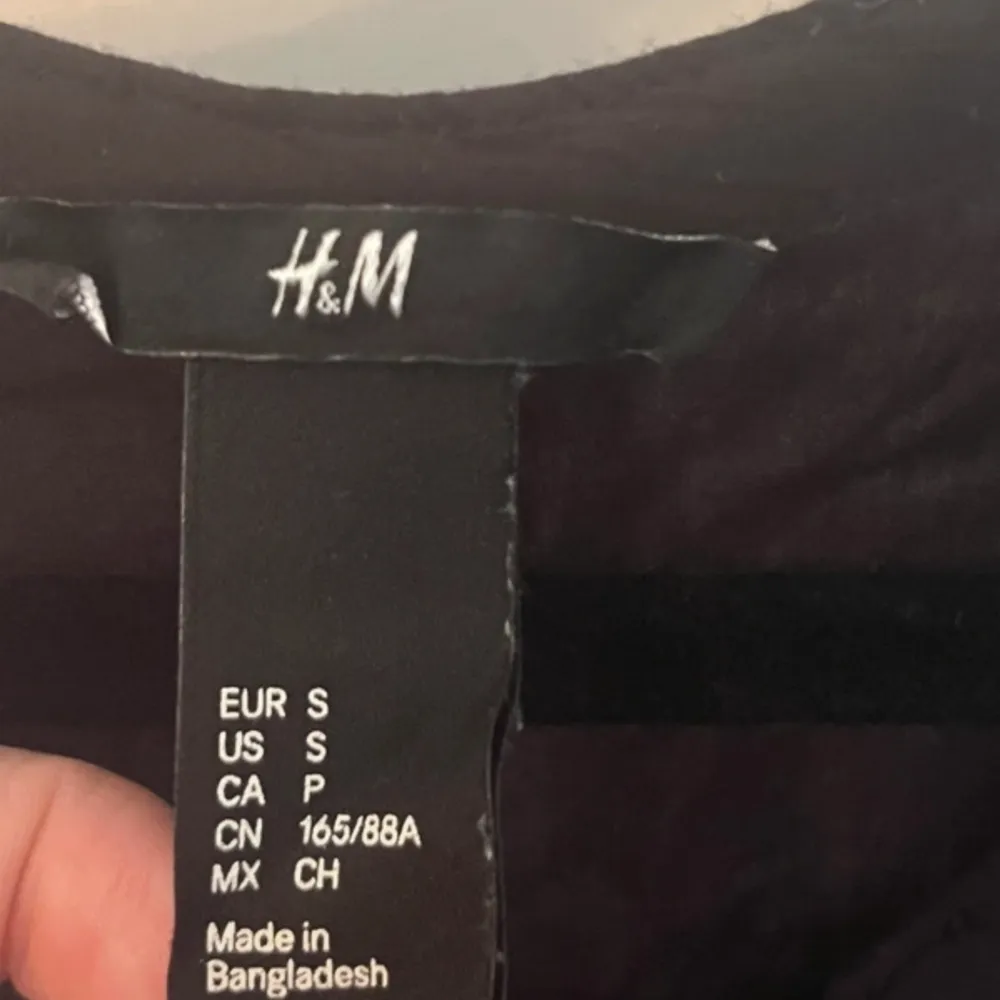 H&M
EUR S
US S
CA P
CN 165/88A
MX CH
Made in
Bangladesh